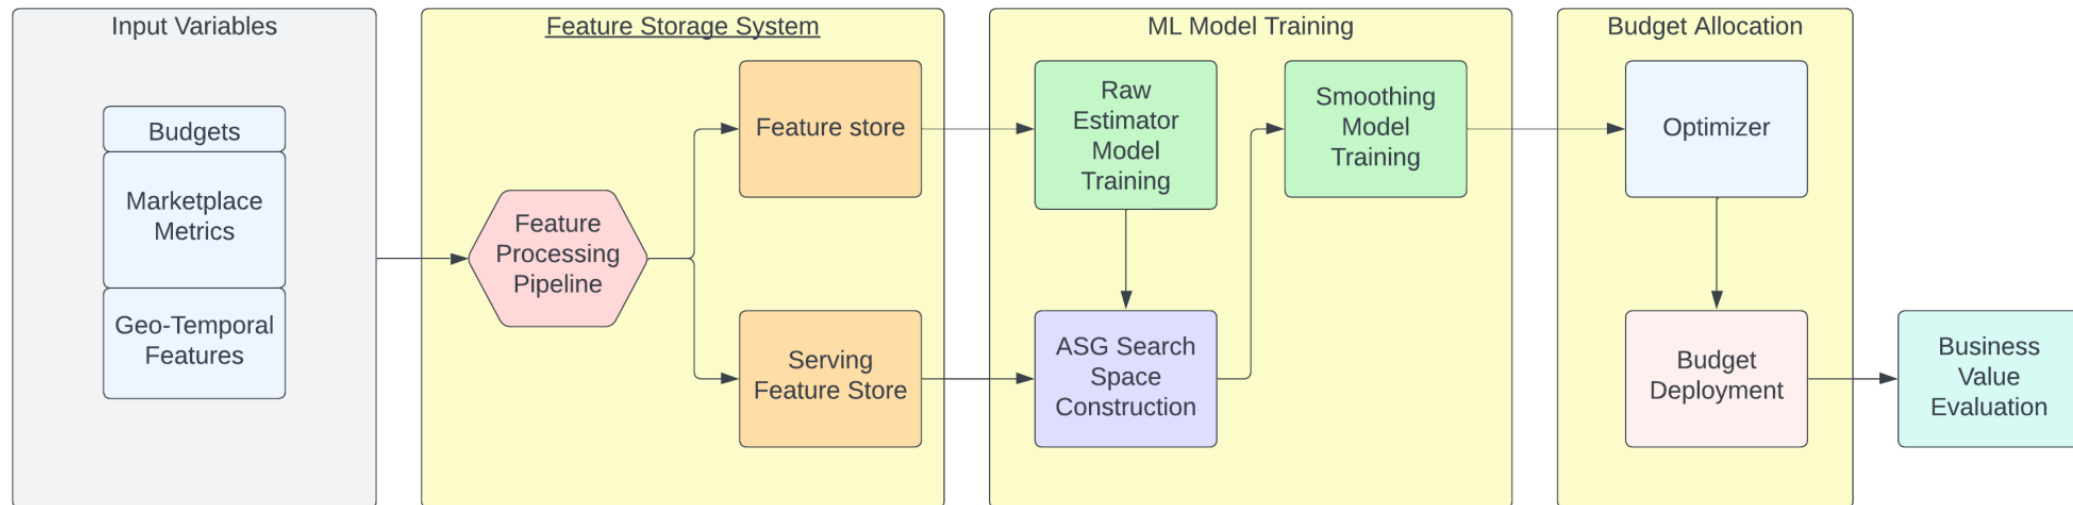 Input Variables
Budgets
Marketplace
Metrics
Geo-Temporal
Features
Feature Storage System
Feature
Processing
Pipeline
Feature store
Serving
Feature Store
ML Model Training
Raw
Estimator
Model
Training
ASG Search
Space
Construction
Smoothing
Model
Training
Budget Allocation
Optimizer
Budget
Deployment
Business
Value
Evaluation